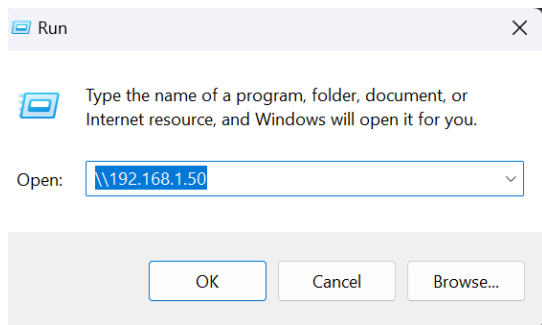 Run
Type the name of a program, folder, document, or
Internet resource, and Windows will open it for you.
Open: \\192.168.1.50
OK Cancel Browse...